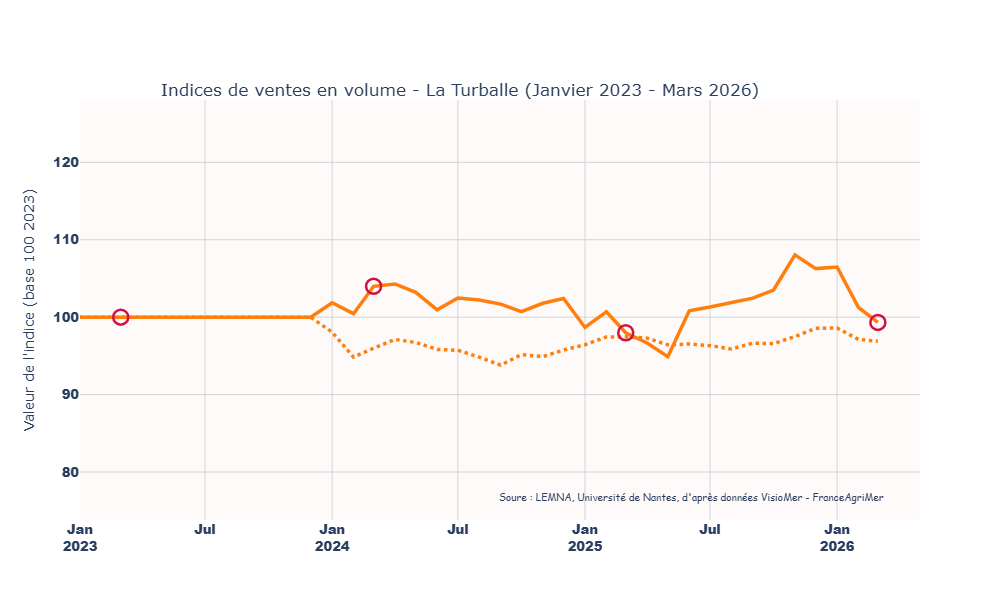 Indices de ventes en volume - La Turballe (Janvier 2023 - Mars 2026)
Valeur de l'indice (base 100 2023)
120
110
100
90
80
Soure : LEMNA, Université de Nantes, d'après données VisioMer - FranceAgriMer
Jan Jul Jan Jul Jan Jul Jan
2023 2024 2025 2026